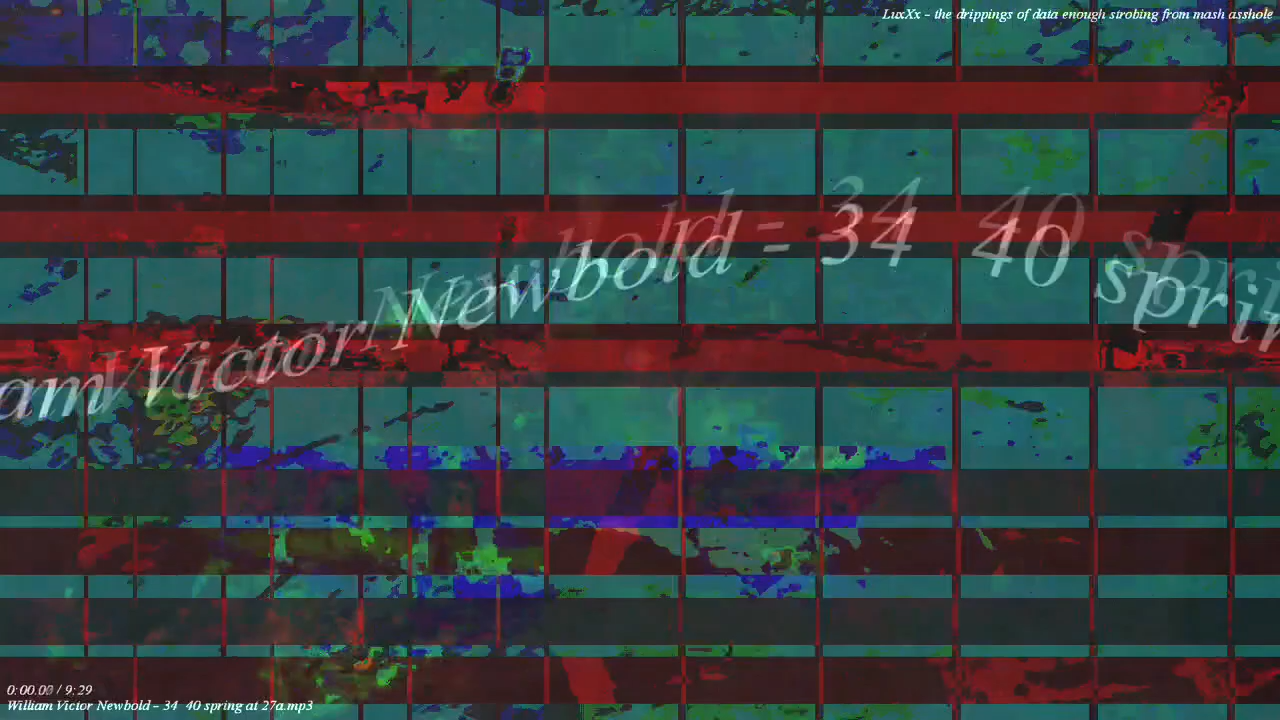 LuxXx - the drippings of data enough strobing from mash asshole
am Victor Newbold - 34 40 sprin
0:00.00 / 9:29
William Victor Newbold - 34 40 spring at 27a.mp3